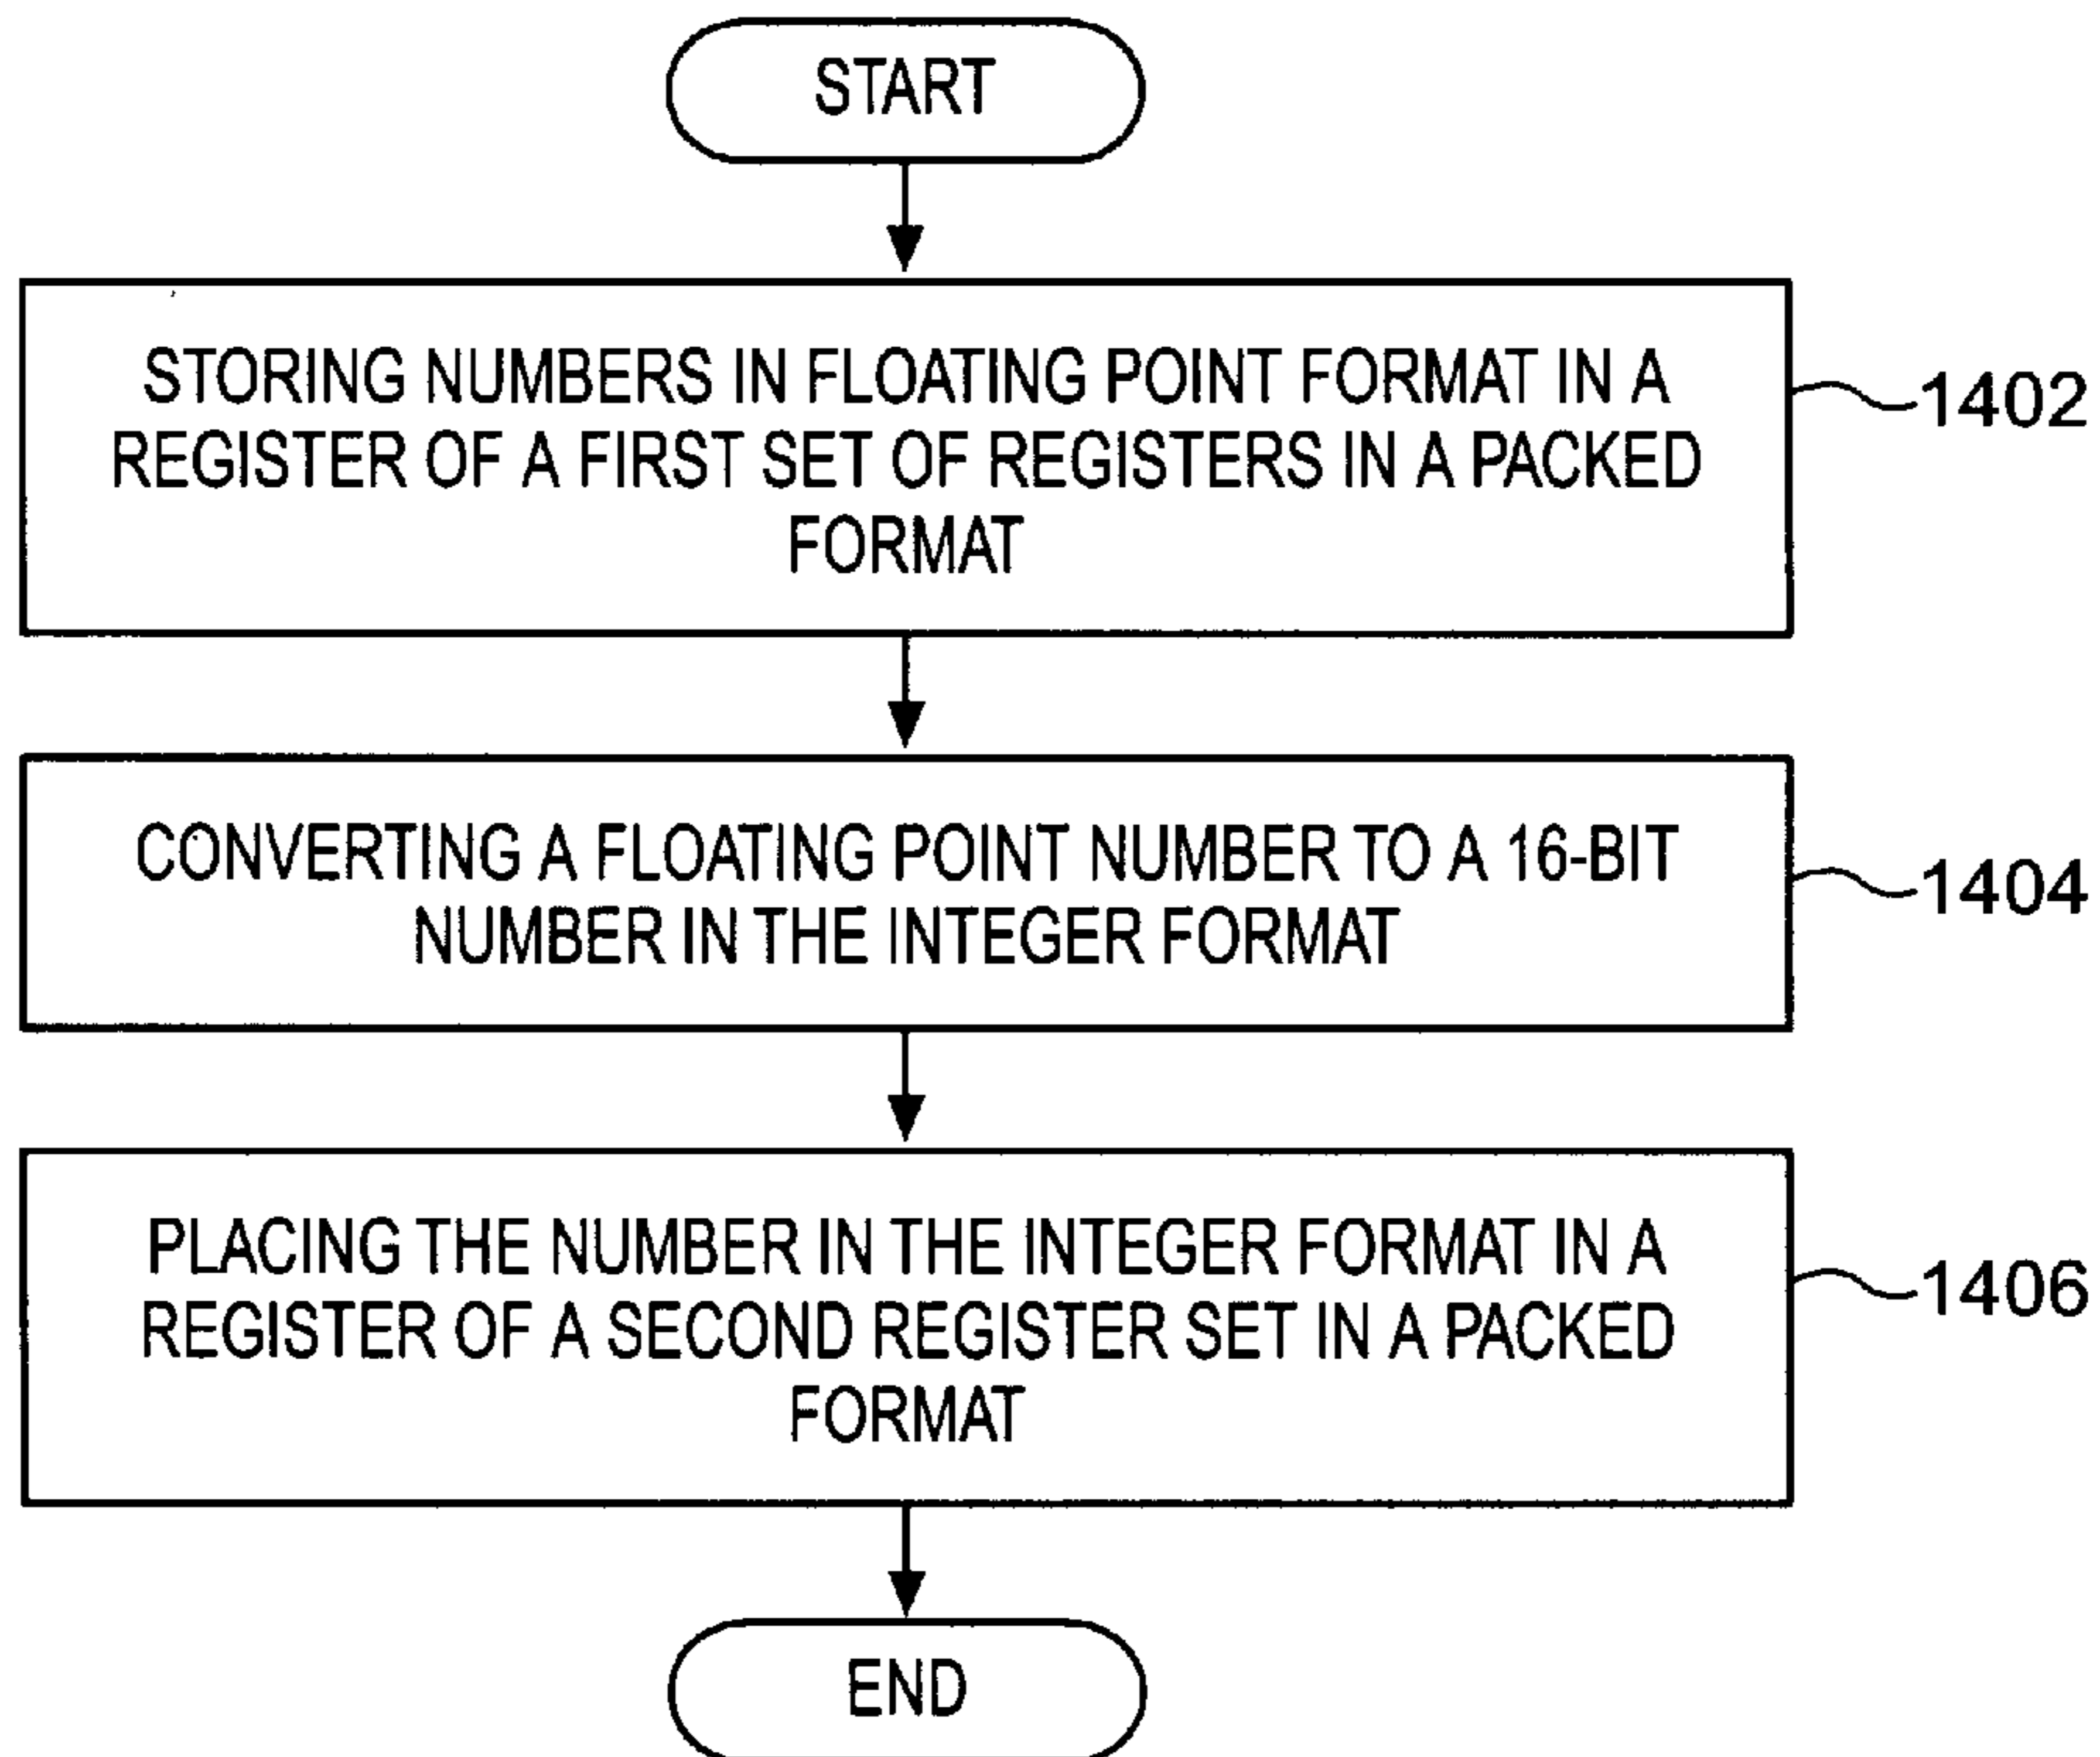 START
STORING NUMBERS IN FLOATING POINT FORMAT IN A
REGISTER OF A FIRST SET OF REGISTERS IN A PACKED
FORMAT
1402
CONVERTING A FLOATING POINT NUMBER TO A 16-BIT
NUMBER IN THE INTEGER FORMAT
1404
PLACING THE NUMBER IN THE INTEGER FORMAT IN A
REGISTER OF A SECOND REGISTER SET IN A PACKED
FORMAT
1406
END